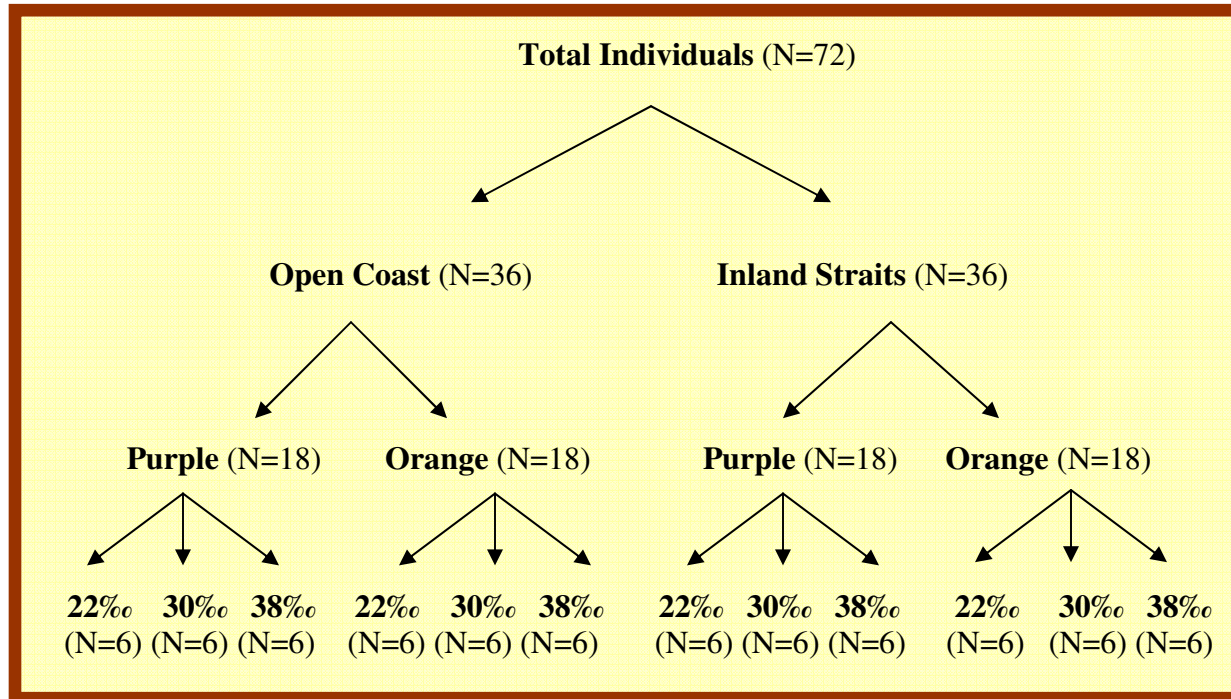 Total Individuals (N=72)
Open Coast (N=36) Inland Straits (N=36)
Purple (N=18) Orange (N=18) Purple (N=18) Orange (N=18)
22‰ 30‰ 38‰ 22‰ 30‰ 38‰ 22‰ 30‰ 38‰ 22‰ 30‰ 38‰
(N=6) (N=6) (N=6) (N=6) (N=6) (N=6) (N=6) (N=6) (N=6) (N=6) (N=6) (N=6)